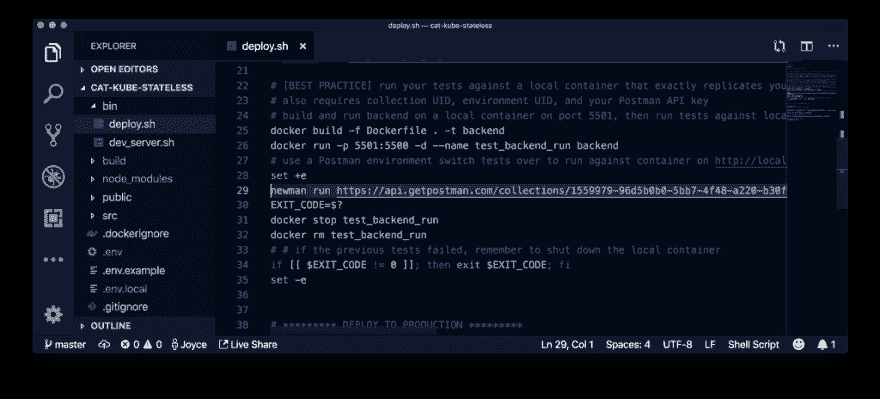 deploy.sh — cat-kube-stateless
EXPLORER
OPEN EDITORS
CAT-KUBE-STATELESS
bin
deploy.sh
dev_server.sh
build
node_modules
public
src
.dockerignore
.env
.env.example
.env.local
.gitignore
OUTLINE
deploy.sh ×
21
22 # [BEST PRACTICE] run your tests against a local container that exactly replicates you
23 # also requires collection UID, environment UID, and your Postman API key
24 # build and run backend on a local container on port 5501, then run tests against loca
25 docker build -f Dockerfile . -t backend
26 docker run -p 5501:5500 -d --name test_backend_run backend
27 # use a Postman environment switch tests over to run against container on http://local
28 set +e
29 newman run https://api.getpostman.com/collections/1559979-96d5b0b0-5bb7-4f48-a220-b30f
30 EXIT_CODE=$?
31 docker stop test_backend_run
32 docker rm test_backend_run
33 # # if the previous tests failed, remember to shut down the local container
34 if [[ $EXIT_CODE != 0 ]]; then exit $EXIT_CODE; fi
35 set -e
36
37
38 # ********* DEPLOY TO PRODUCTION *********
master 0 0 Joyce Live Share Ln 29, Col 1 Spaces: 4 UTF-8 LF Shell Script 1